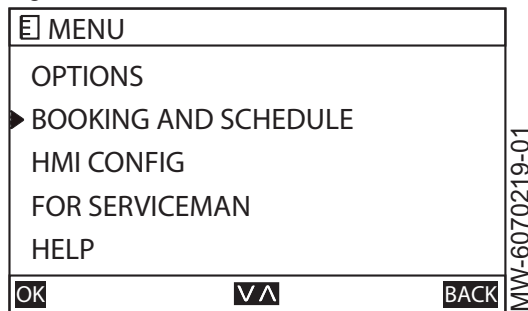 MENU
OPTIONS
BOOKING AND SCHEDULE
HMI CONFIG
FOR SERVICEMAN
HELP
OK
BACK
MW-6070219-01